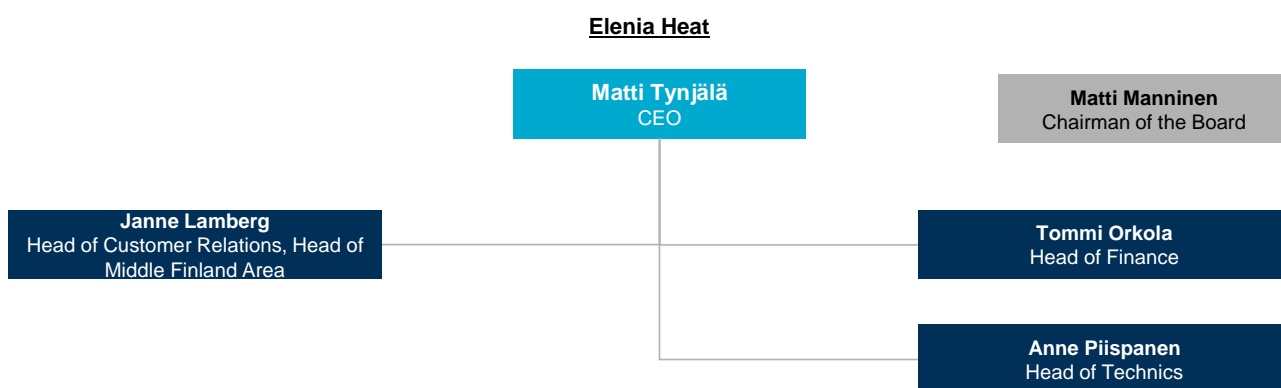 Elenia Heat
Matti Tynjälä
CEO
Matti Manninen
Chairman of the Board
Janne Lamberg
Head of Customer Relations, Head of
Middle Finland Area
Tommi Orkola
Head of Finance
Anne Piispanen
Head of Technics